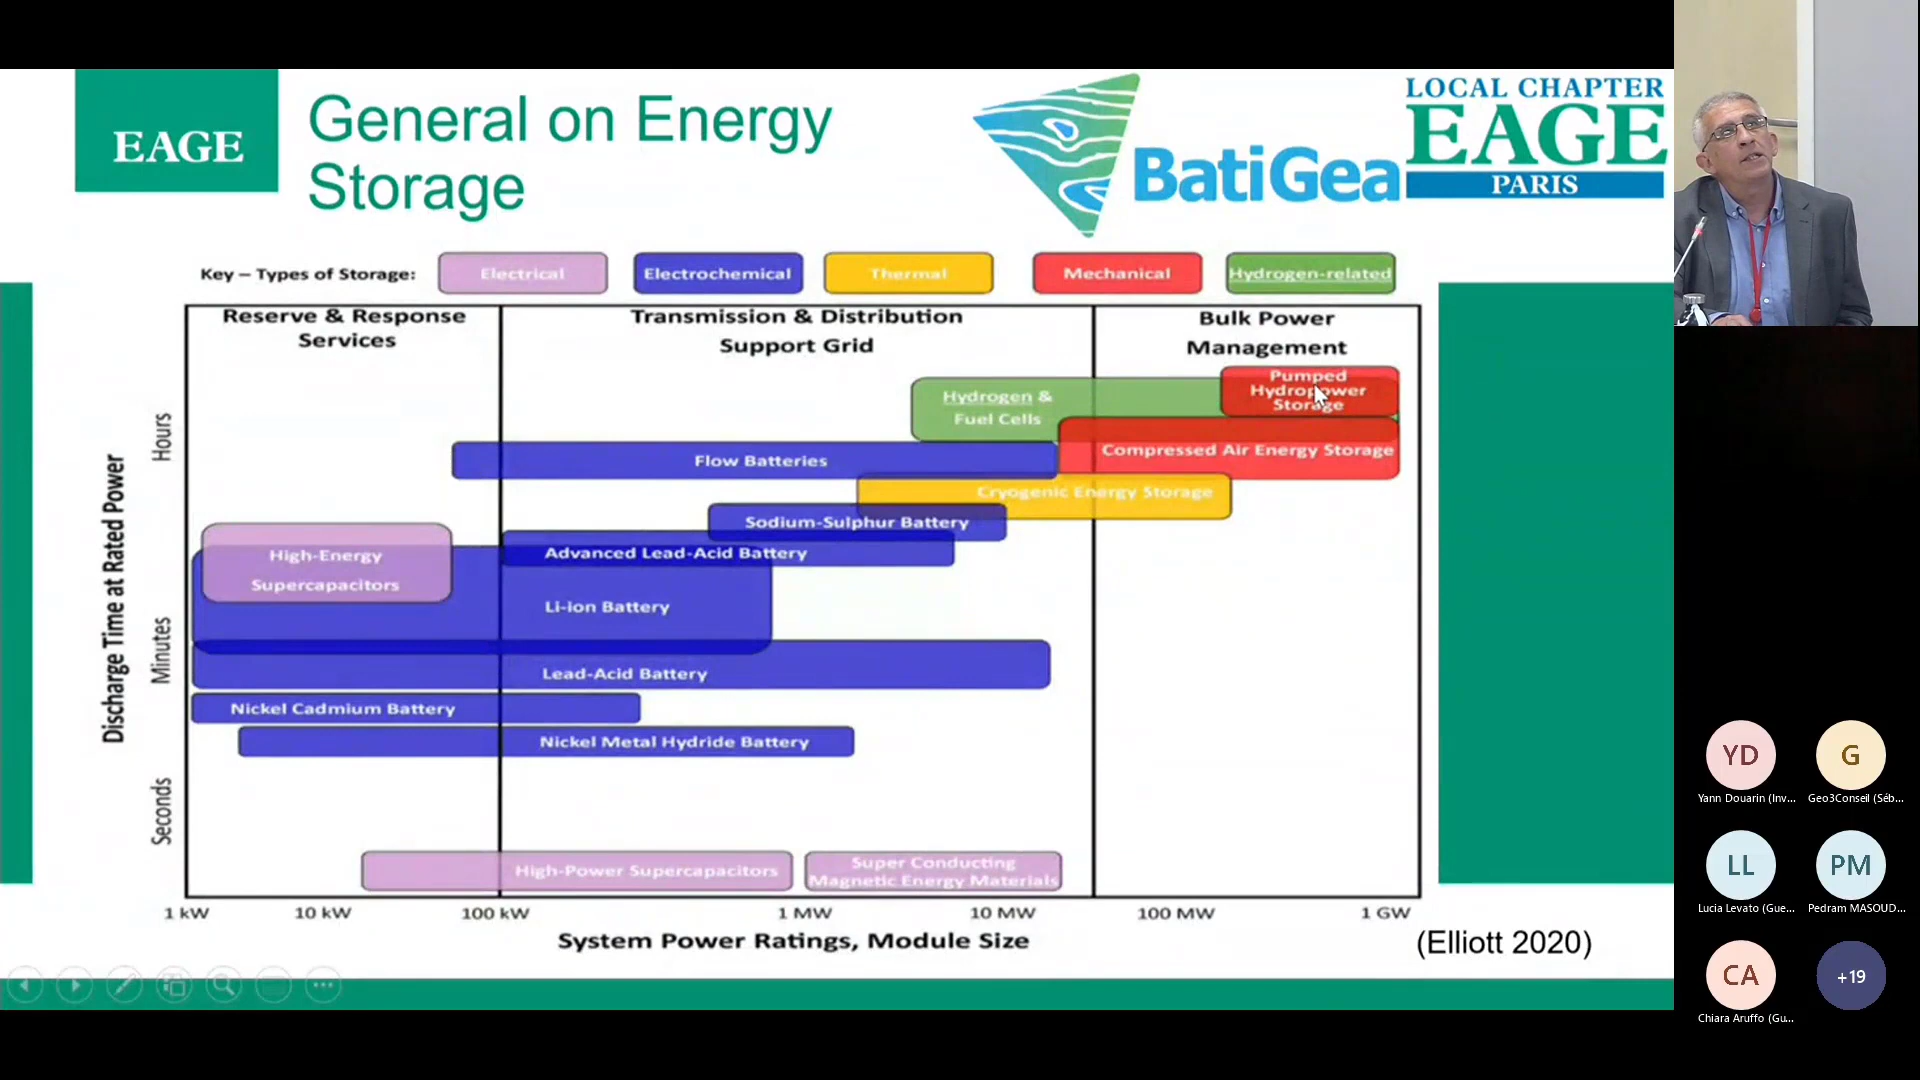 EAGE
General on Energy
Storage
BatiGea
LOCAL CHAPTER
EAGE
PARIS
Key – Types of Storage:
Electrical
Electrochemical
Thermal
Mechanical
Hydrogen-related
Reserve & Response
Services
Transmission & Distribution
Support Grid
Bulk Power
Management
Pumped
Hydropower
Storage
Hydrogen &
Fuel Cells
Compressed Air Energy Storage
Flow Batteries
Cryogenic Energy Storage
Sodium-Sulphur Battery
Advanced Lead-Acid Battery
High-Energy
Supercapacitors
Li-ion Battery
Lead-Acid Battery
Nickel Cadmium Battery
Nickel Metal Hydride Battery
High-Power Supercapacitors
Super Conducting
Magnetic Energy Materials
Discharge Time at Rated Power
Hours
Minutes
Seconds
1 kW
10 kW
100 kW
1 MW
10 MW
100 MW
1 GW
System Power Ratings, Module Size
(Elliott 2020)
YD
Yann Douarin (Inv...
G
Geo3Conseil (Séb...
LL
Lucia Levato (Gue...
PM
Pedram MASOUD...
CA
Chiara Aruffo (Gu...
+19